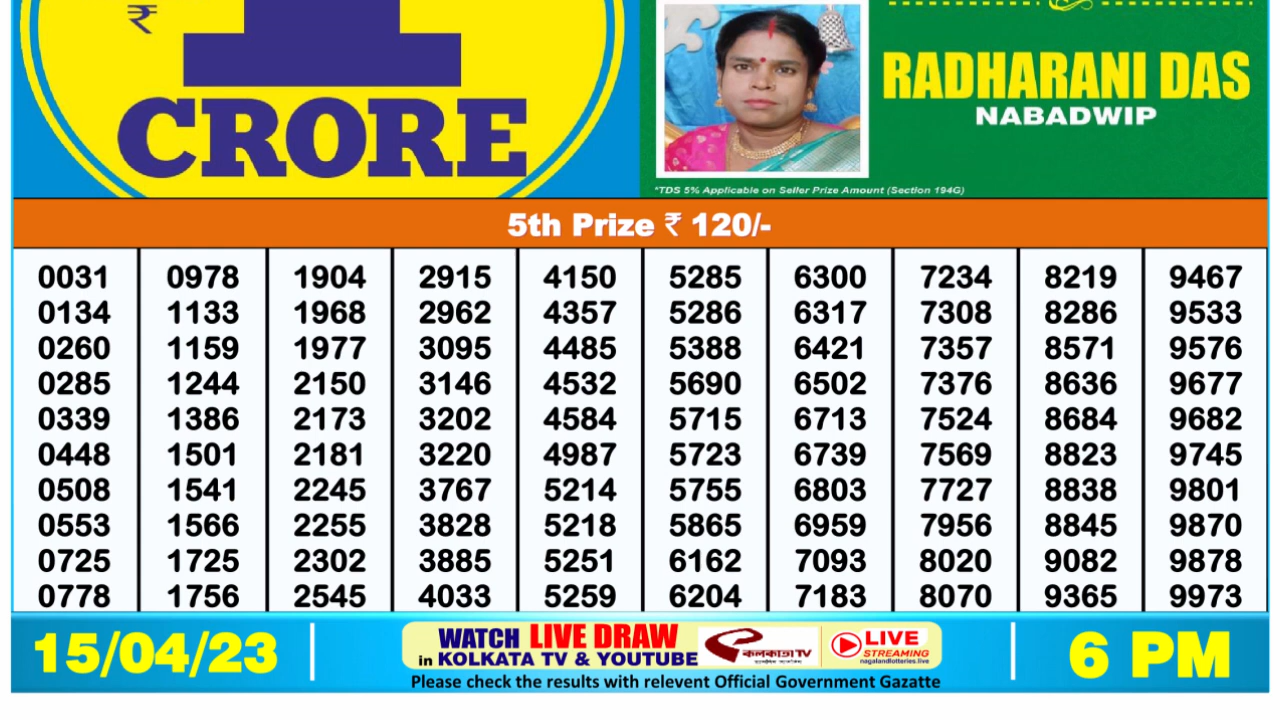 ₹
1
CRORE
RADHARANI DAS
NABADWIP
*TDS 5% Applicable on Seller Prize Amount (Section 194G)
5th Prize ₹ 120/-
0031 0978 1904 2915 4150 5285 6300 7234 8219 9467
0134 1133 1968 2962 4357 5286 6317 7308 8286 9533
0260 1159 1977 3095 4485 5388 6421 7357 8571 9576
0285 1244 2150 3146 4532 5690 6502 7376 8636 9677
0339 1386 2173 3202 4584 5715 6713 7524 8684 9682
0448 1501 2181 3220 4987 5723 6739 7569 8823 9745
0508 1541 2245 3767 5214 5755 6803 7727 8838 9801
0553 1566 2255 3828 5218 5865 6959 7956 8845 9870
0725 1725 2302 3885 5251 6162 7093 8020 9082 9878
0778 1756 2545 4033 5259 6204 7183 8070 9365 9973
15/04/23
WATCH LIVE DRAW
in KOLKATA TV & YOUTUBE
কলকাতা TV
LIVE
STREAMING
nagalandlotteries.live
Please check the results with relevent Official Government Gazatte
6 PM